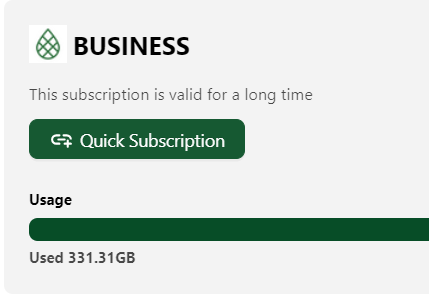 BUSINESS
This subscription is valid for a long time
Quick Subscription
Usage
Used 331.31GB